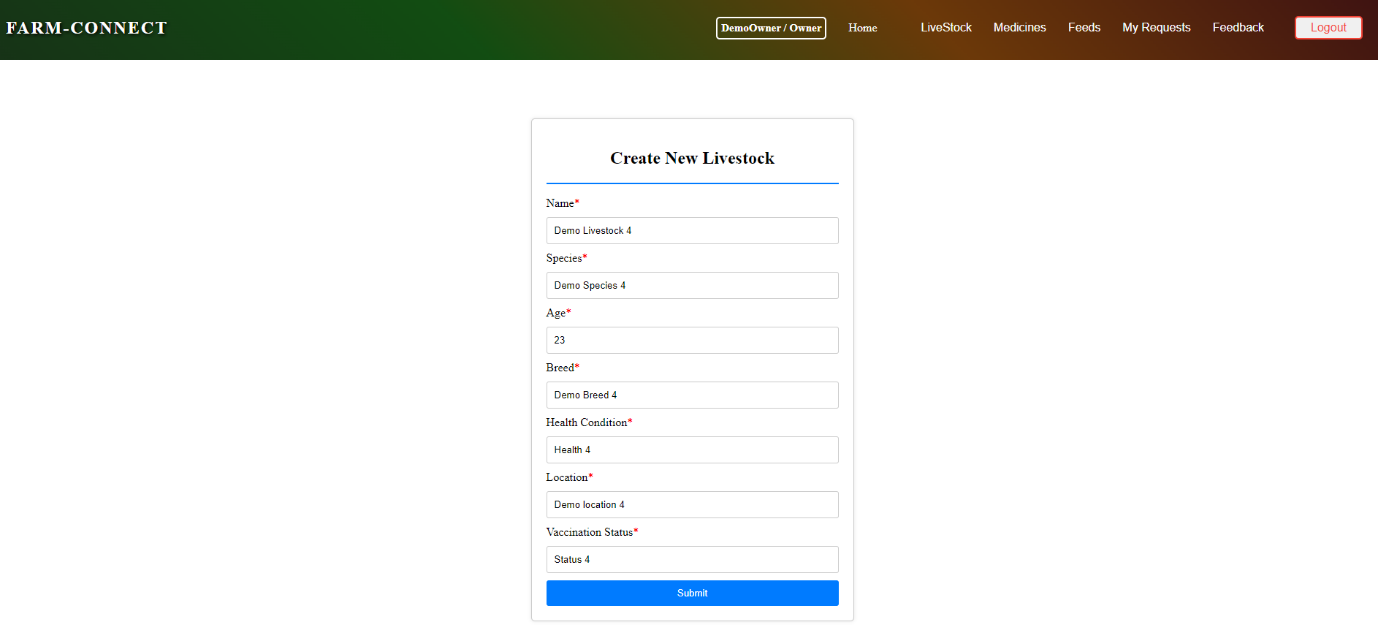 FARM-CONNECT
DemoOwner / Owner
Home
LiveStock
Medicines
Feeds
My Requests
Feedback
Logout
Create New Livestock
Name*
Demo Livestock 4
Species*
Demo Species 4
Age*
23
Breed*
Demo Breed 4
Health Condition*
Health 4
Location*
Demo location 4
Vaccination Status*
Status 4
Submit